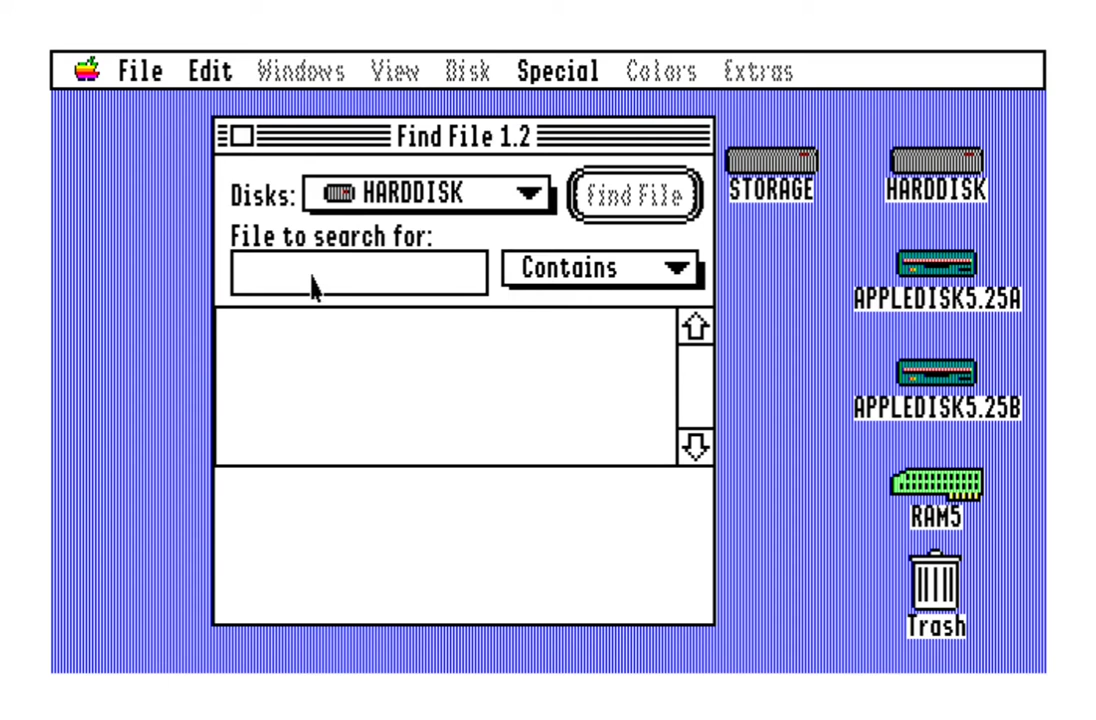 File Edit Windows View Disk Special Colors Extras
Find File 1.2
Disks: HARDDISK
Find File
File to search for:
Contains
STORAGE
HARDDISK
APPLEDISK5.25A
APPLEDISK5.25B
RAM5
Trash